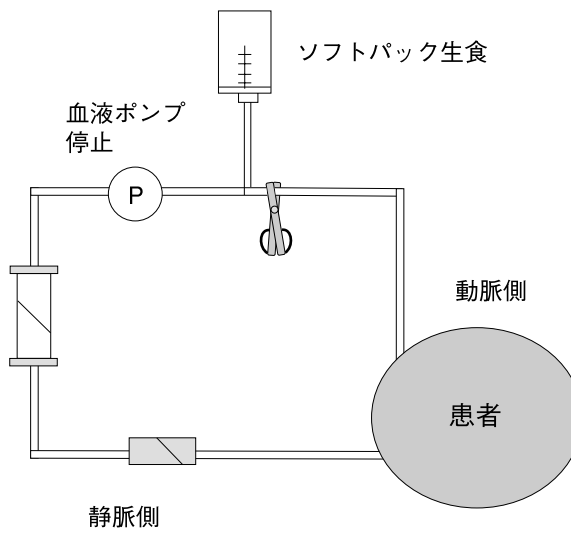 ソフトパック生食
血液ポンプ
停止
P
動脈側
患者
静脈側